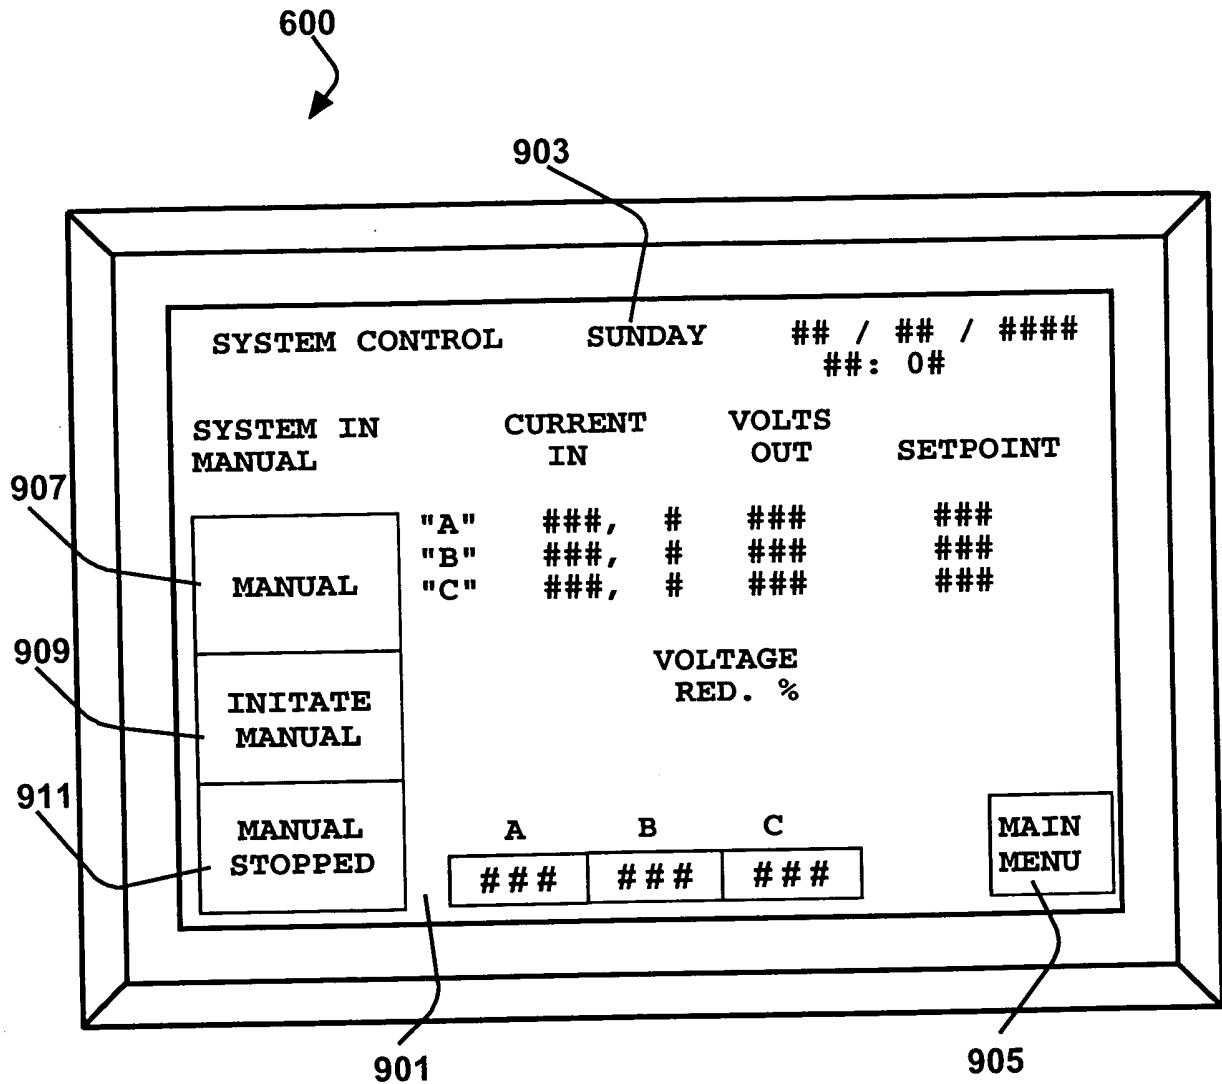 600
903
SYSTEM CONTROL SUNDAY ## / ## / ####
##: 0#
SYSTEM IN
MANUAL
CURRENT
IN
VOLTS
OUT
SETPOINT
907
"A" ###, # ### ###
"B" ###, # ### ###
"C" ###, # ### ###
MANUAL
909
VOLTAGE
RED. %
INITATE
MANUAL
911
MANUAL
STOPPED
A B C
### ### ###
MAIN
MENU
901
905